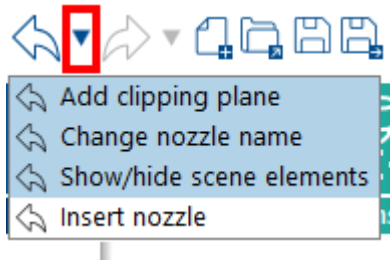 Add clipping plane
Change nozzle name
Show/hide scene elements
Insert nozzle